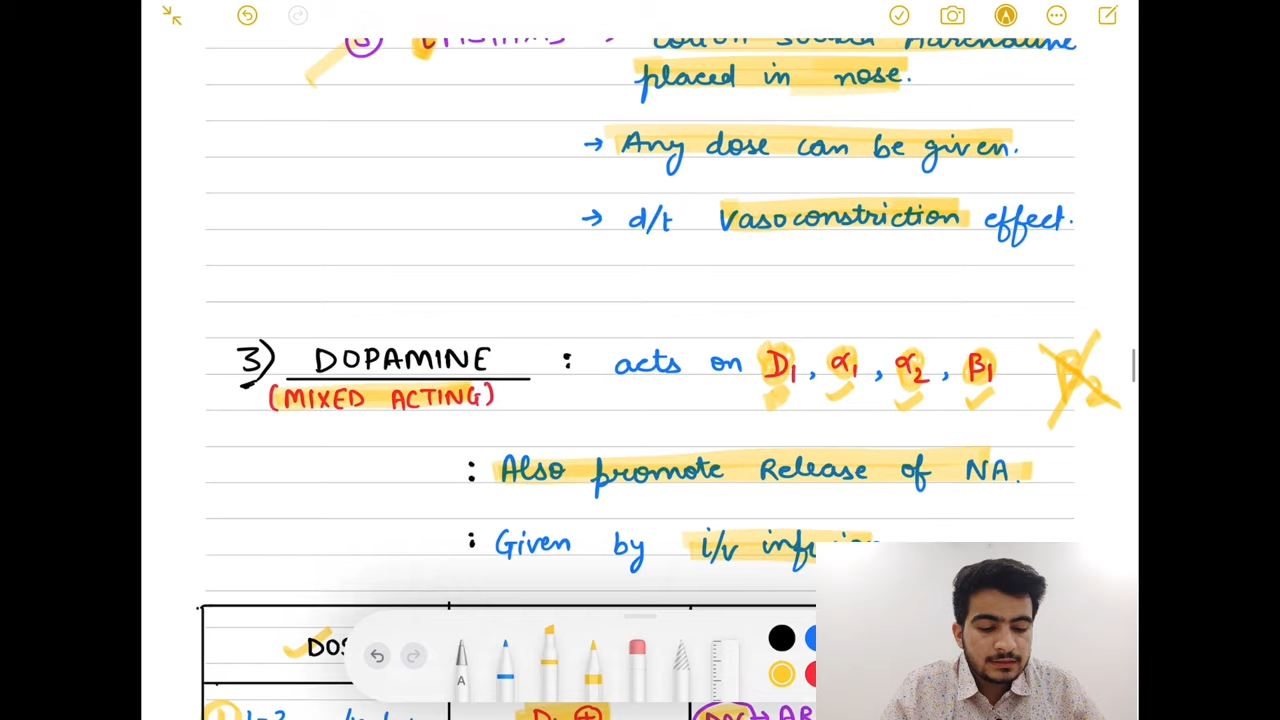 placed in nose.
→ Any dose can be given.
→ d/t vasoconstriction effect.
3) DOPAMINE : acts on D₁, α₁, α₂, β₁
(MIXED ACTING)
: Also promote Release of NA.
: Given by i/v
A